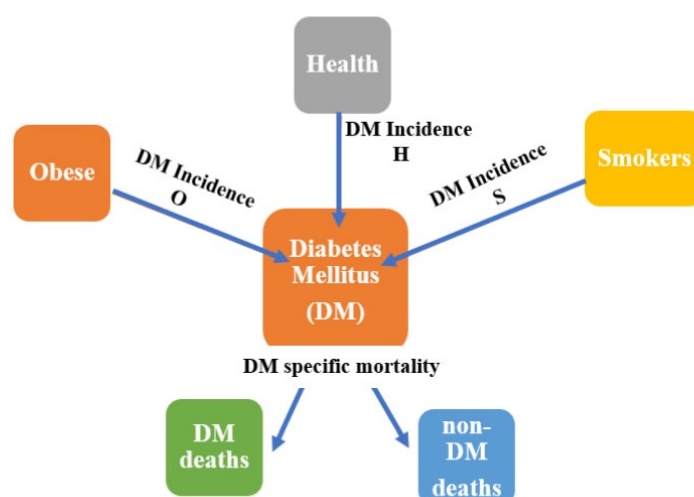 Health
DM Incidence
H
Obese
DM Incidence
O
DM Incidence
S
Smokers
Diabetes
Mellitus
(DM)
DM specific mortality
DM
deaths
non-
DM
deaths